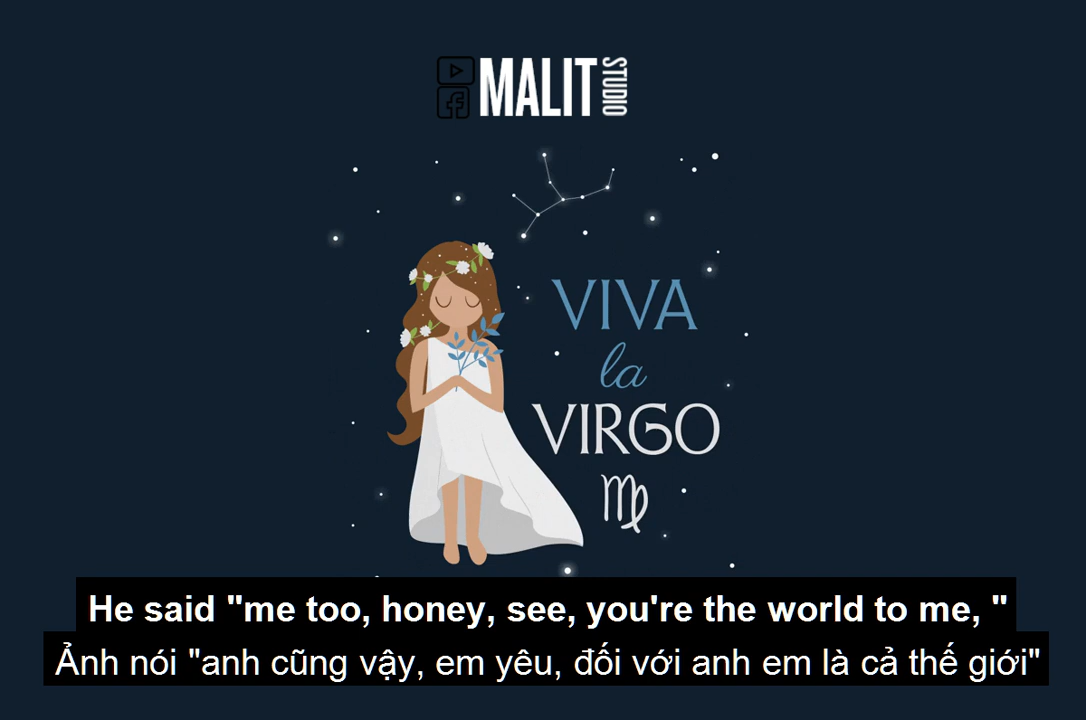 MALIT STUDIO
VIVA
la
VIRGO
He said "me too, honey, see, you're the world to me, "
Ảnh nói "anh cũng vậy, em yêu, đối với anh em là cả thế giới"